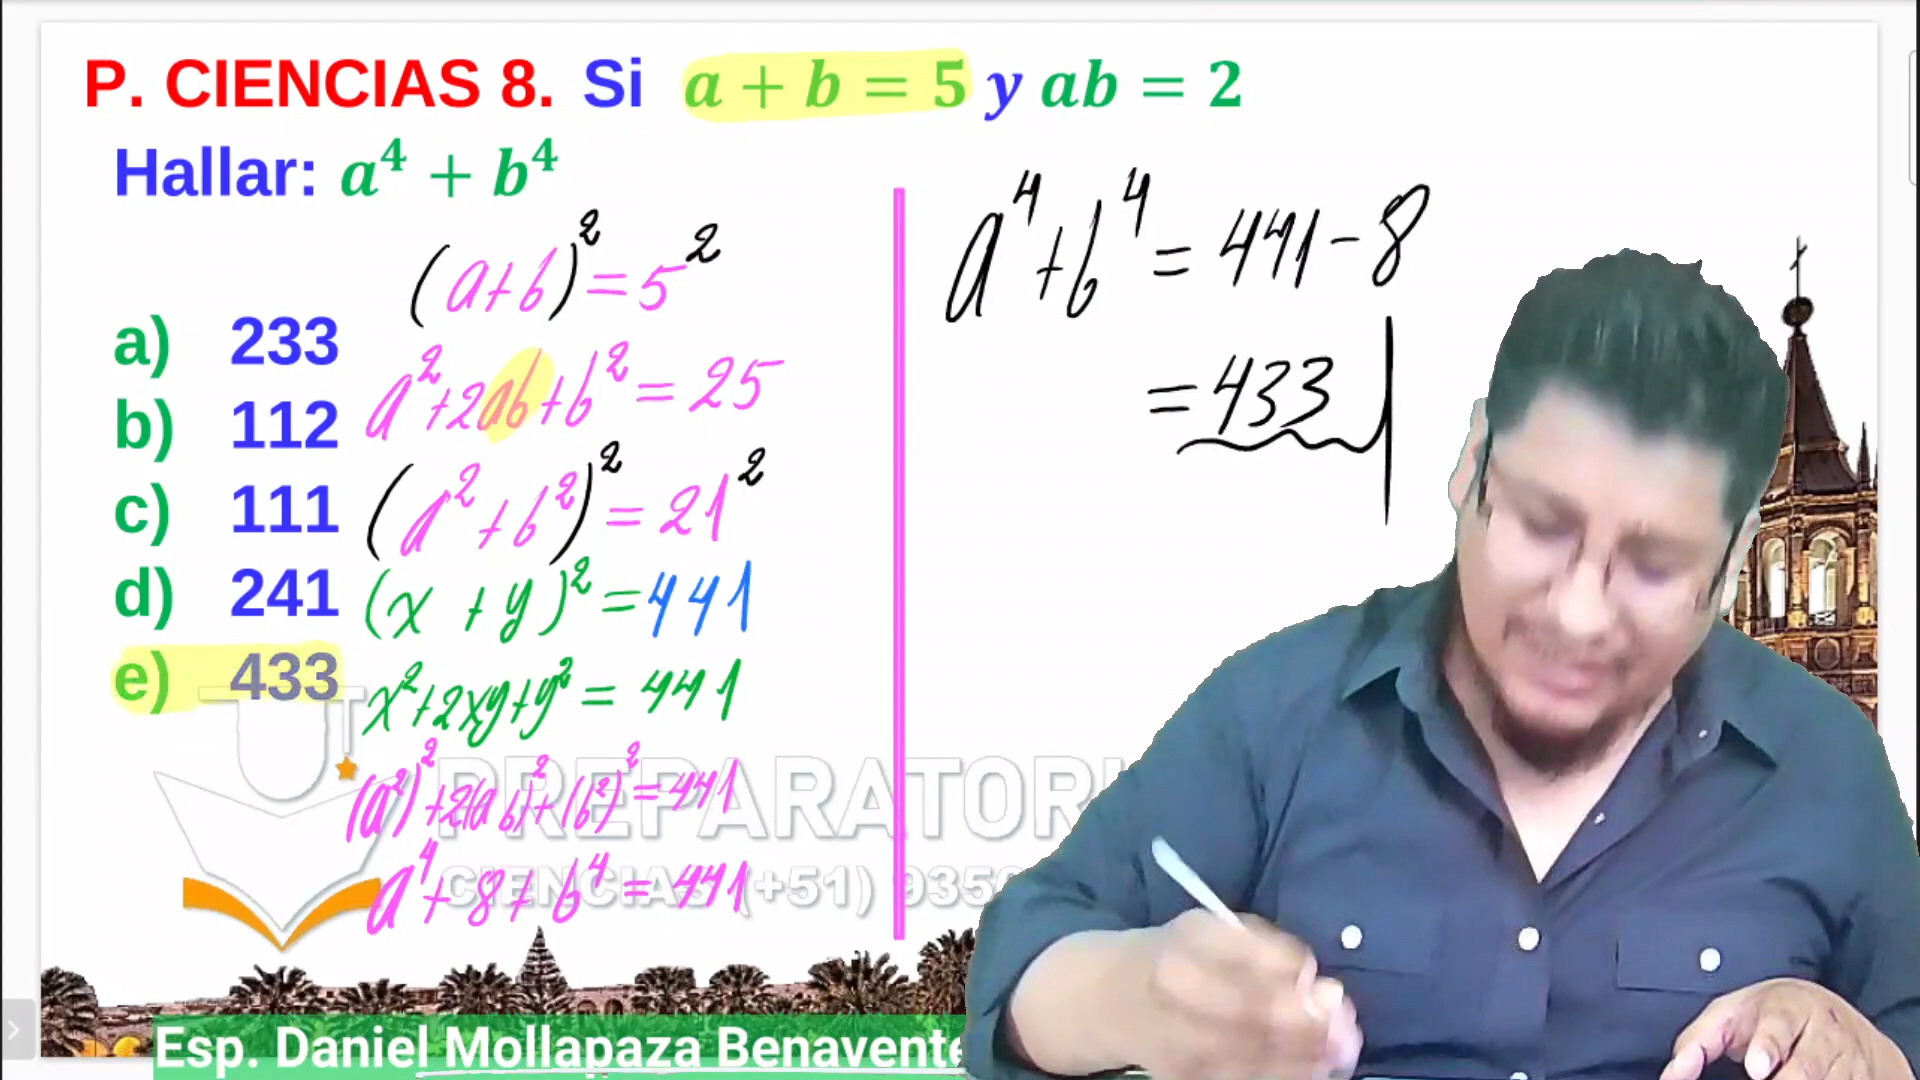 P. CIENCIAS 8. Si a + b = 5 y ab = 2
Hallar: a⁴ + b⁴
a) 233
b) 112
c) 111
d) 241
e) 433
(a+b)² = 5²
a² + 2ab + b² = 25
(a² + b²)² = 21²
(x + y)² = 441
x² + 2xy + y² = 441
(a²)² + 2(ab)² + (b²)² = 441
a⁴ + 8 + b⁴ = 441
a⁴ + b⁴ = 441 - 8
= 433
CIENCIAS (+51) 935
Esp. Daniel Mollapaza Benavente